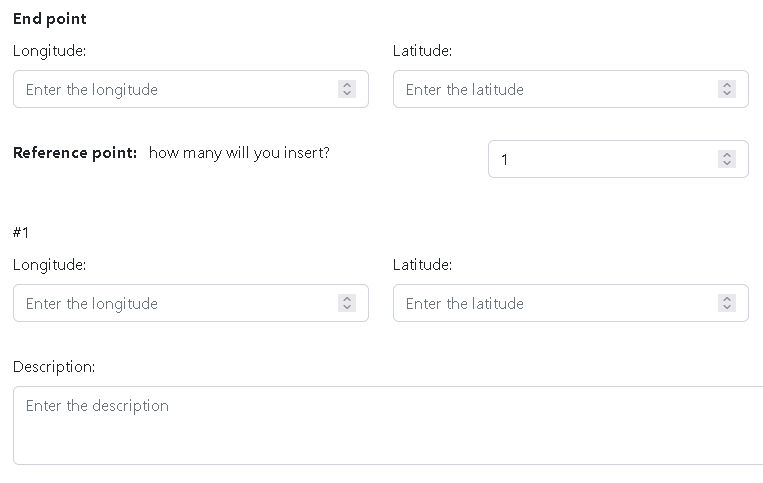 End point
Longitude: Latitude:
Enter the longitude Enter the latitude
Reference point: how many will you insert? 1
#1
Longitude: Latitude:
Enter the longitude Enter the latitude
Description:
Enter the description